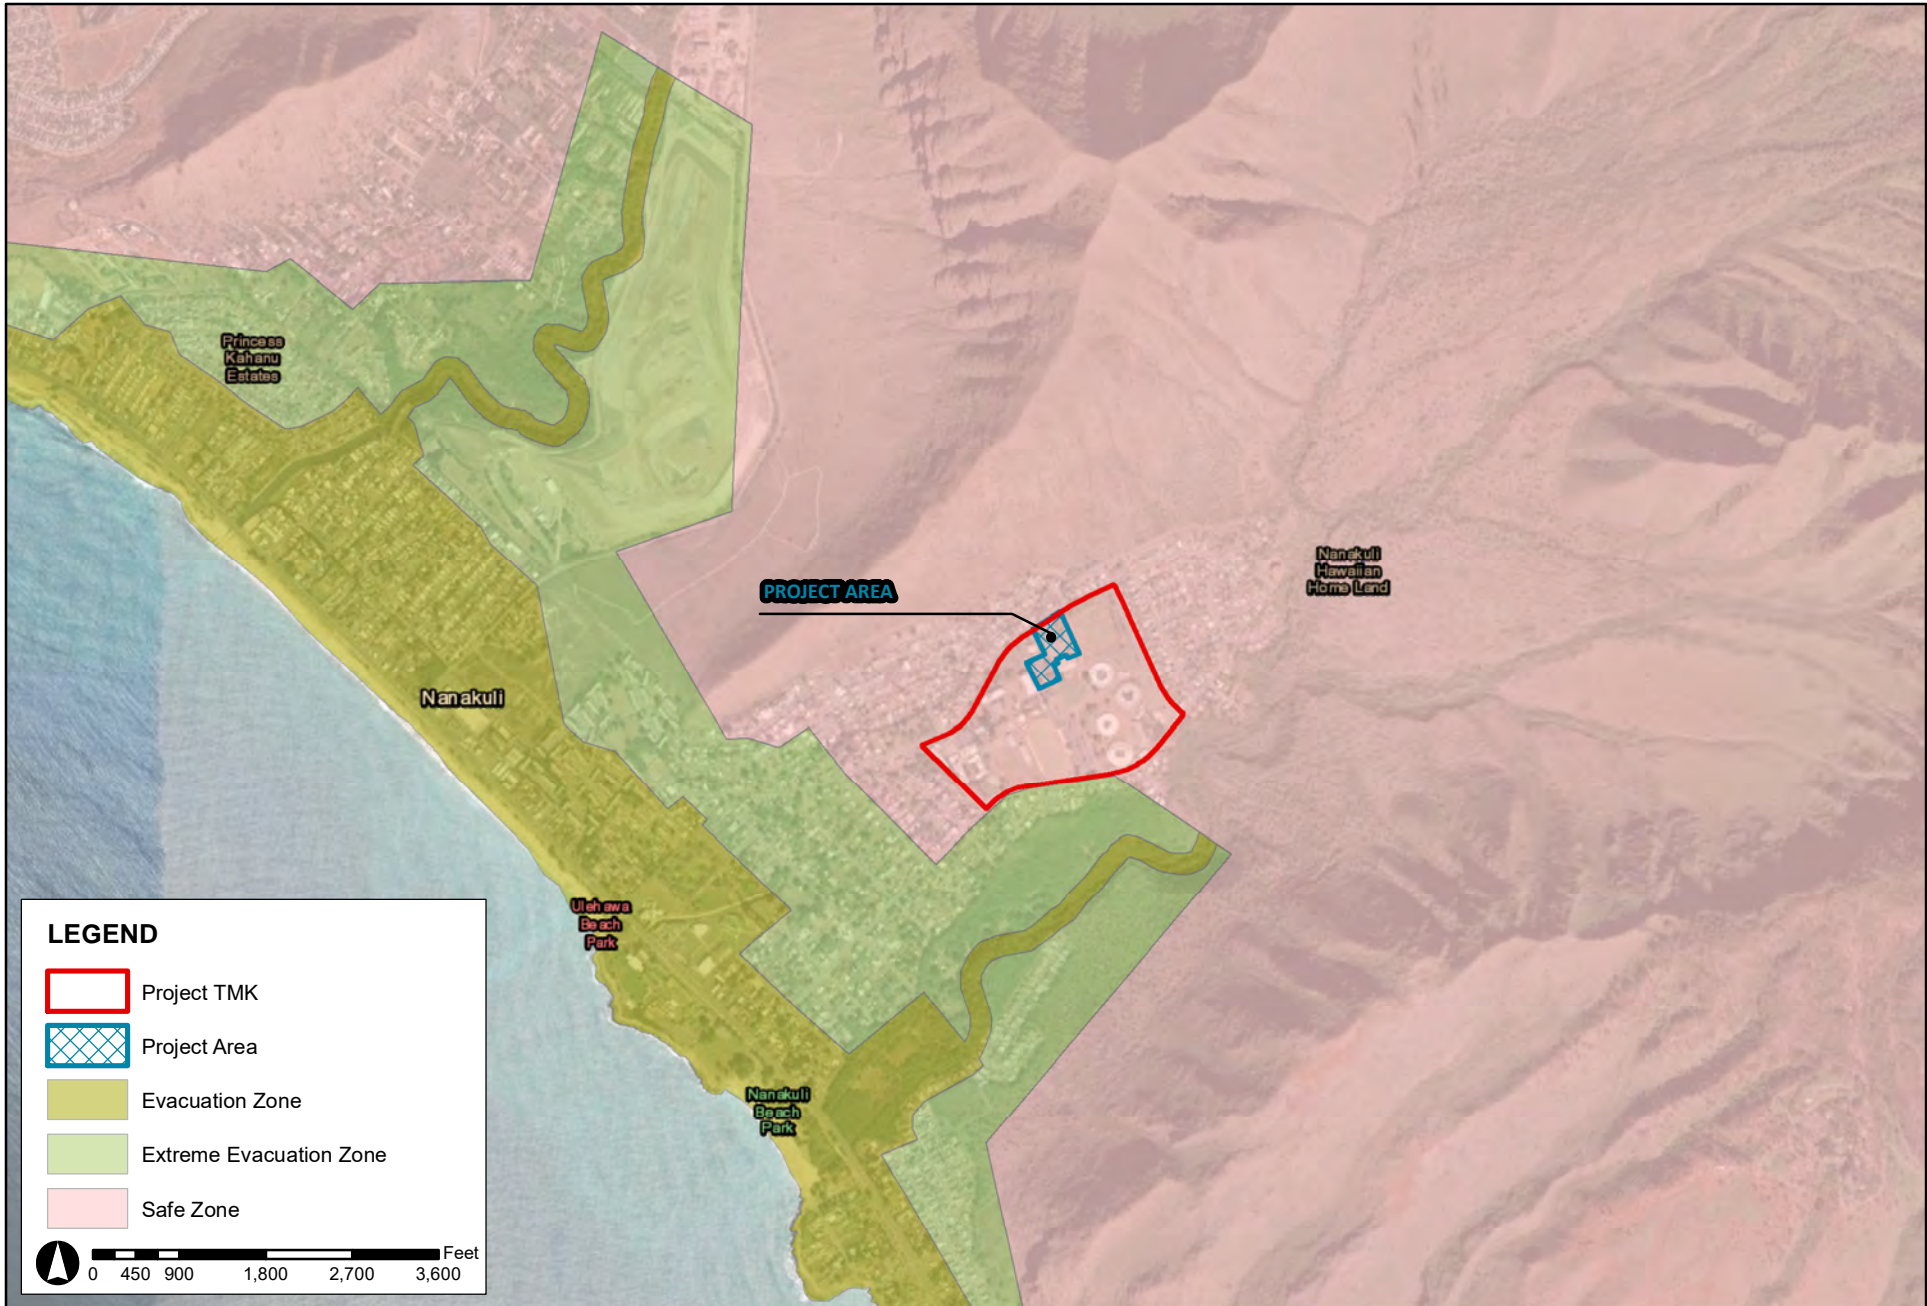 Princess
Kahanu
Estates
Nanakuli
Hawaiian
Home Land
PROJECT AREA
Nanakuli
Ulehawa
Beach
Park
Nanakuli
Beach
Park
LEGEND
Project TMK
Project Area
Evacuation Zone
Extreme Evacuation Zone
Safe Zone
Feet
0 450 900 1,800 2,700 3,600